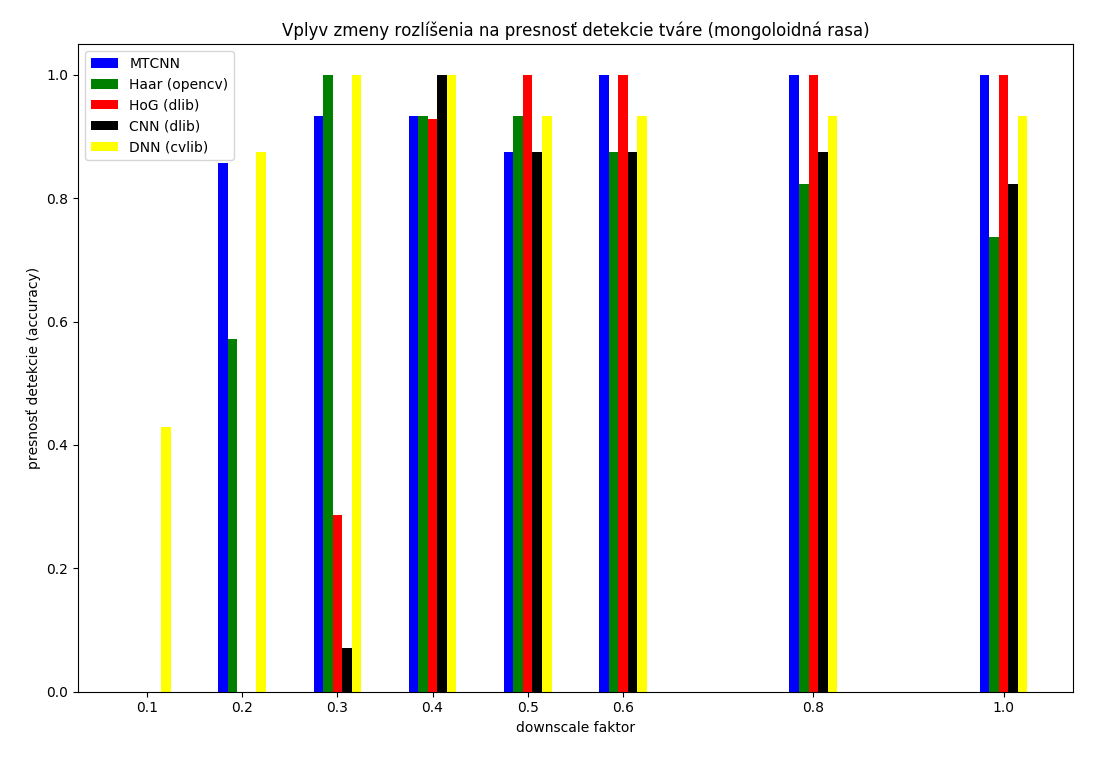 Vplyv zmeny rozlíšenia na presnosť detekcie tváre (mongoloidná rasa)
MTCNN
Haar (opencv)
HoG (dlib)
CNN (dlib)
DNN (cvlib)
presnosť detekcie (accuracy)
1.0
0.8
0.6
0.4
0.2
0.0
0.1 0.2 0.3 0.4 0.5 0.6 0.8 1.0
downscale faktor